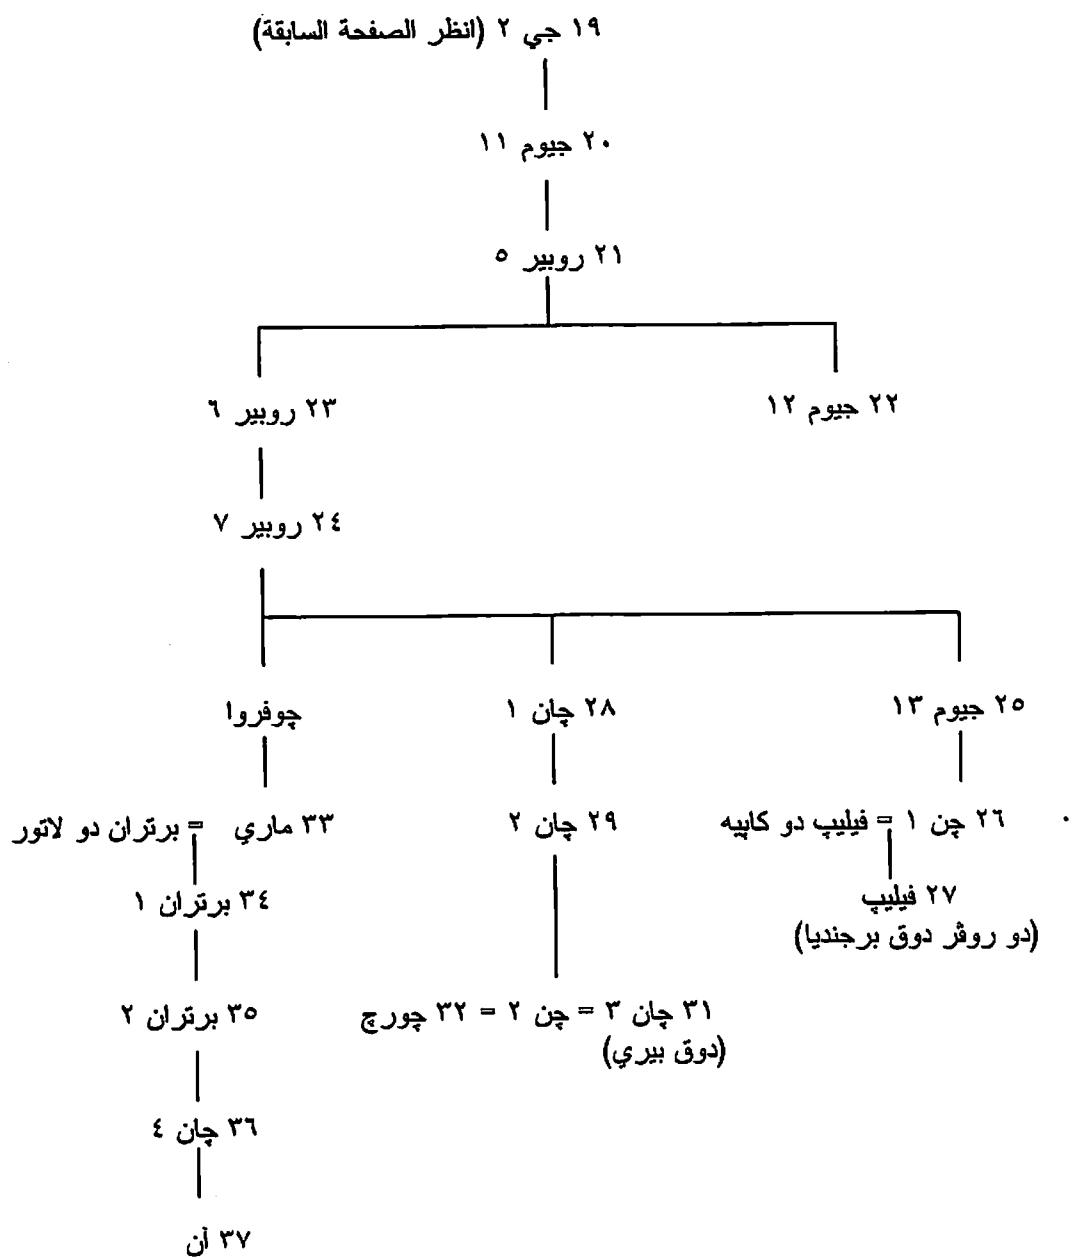 ١٩ جي ٢ (انظر الصفحة السابقة)
٢٠ جيوم ١١
٢١ روبير ٥
٢٢ جيوم ١٢
٢٣ روبير ٦
٢٤ روبير ٧
٢٥ جيوم ١٣
٢٨ چان ١
چوفروا
٢٦ چن ١ = فيليپ دو كاپيه
٢٩ چان ٢
٣٣ ماري = برتران دو لاتور
٢٧ فيليپ
(دو روڤر دوق برجنديا)
٣٤ برتران ١
٣١ چان ٣ = چن ٢ = ٣٢ چورچ
(دوق بيري)
٣٥ برتران ٢
٣٦ چان ٤
٣٧ آن